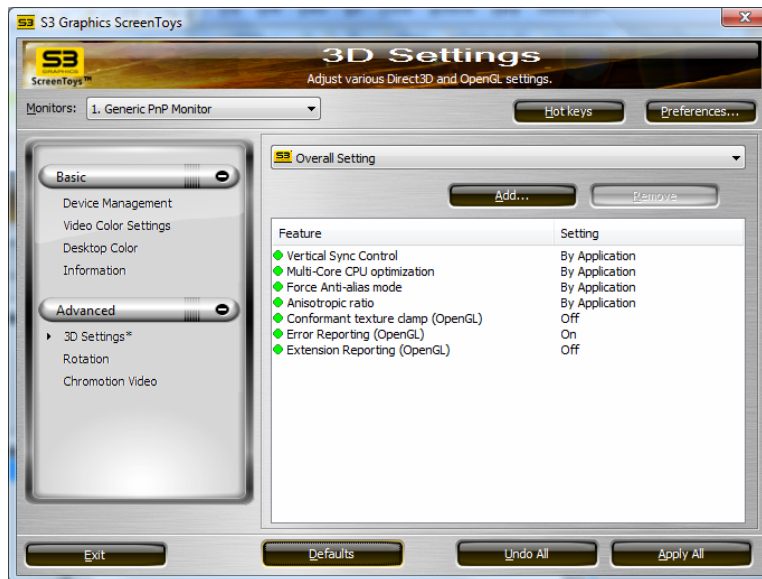 S3 S3 Graphics ScreenToys
S3
GRAPHICS
ScreenToys™
3D Settings
Adjust various Direct3D and OpenGL settings.
Monitors: 1. Generic PnP Monitor
Hot keys
Preferences...
Basic
Device Management
Video Color Settings
Desktop Color
Information
Advanced
3D Settings*
Rotation
Chromotion Video
S3 Overall Setting
Add...
Remove
Feature Setting
Vertical Sync Control By Application
Multi-Core CPU optimization By Application
Force Anti-alias mode By Application
Anisotropic ratio By Application
Conformant texture clamp (OpenGL) Off
Error Reporting (OpenGL) On
Extension Reporting (OpenGL) Off
Exit
Defaults
Undo All
Apply All